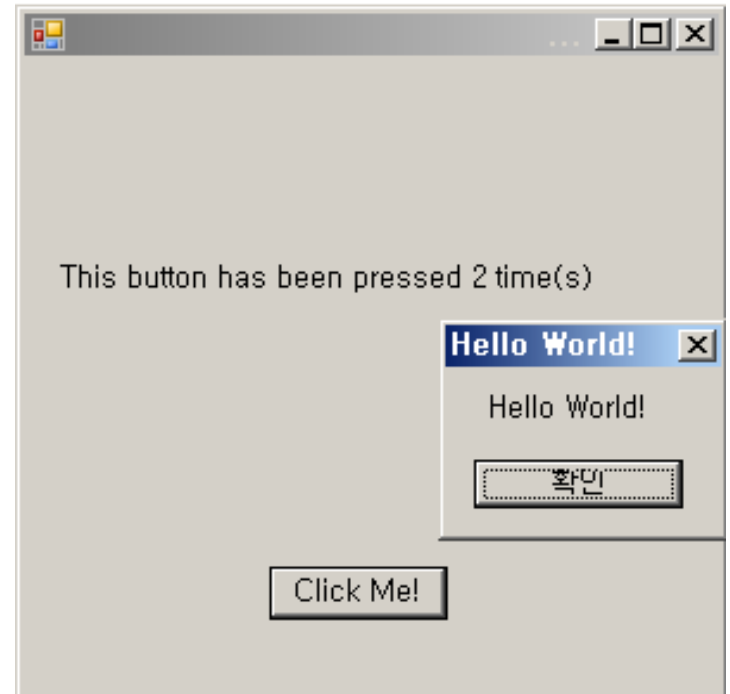 ...
This button has been pressed 2 time(s)
Hello World!
Hello World!
확인
Click Me!